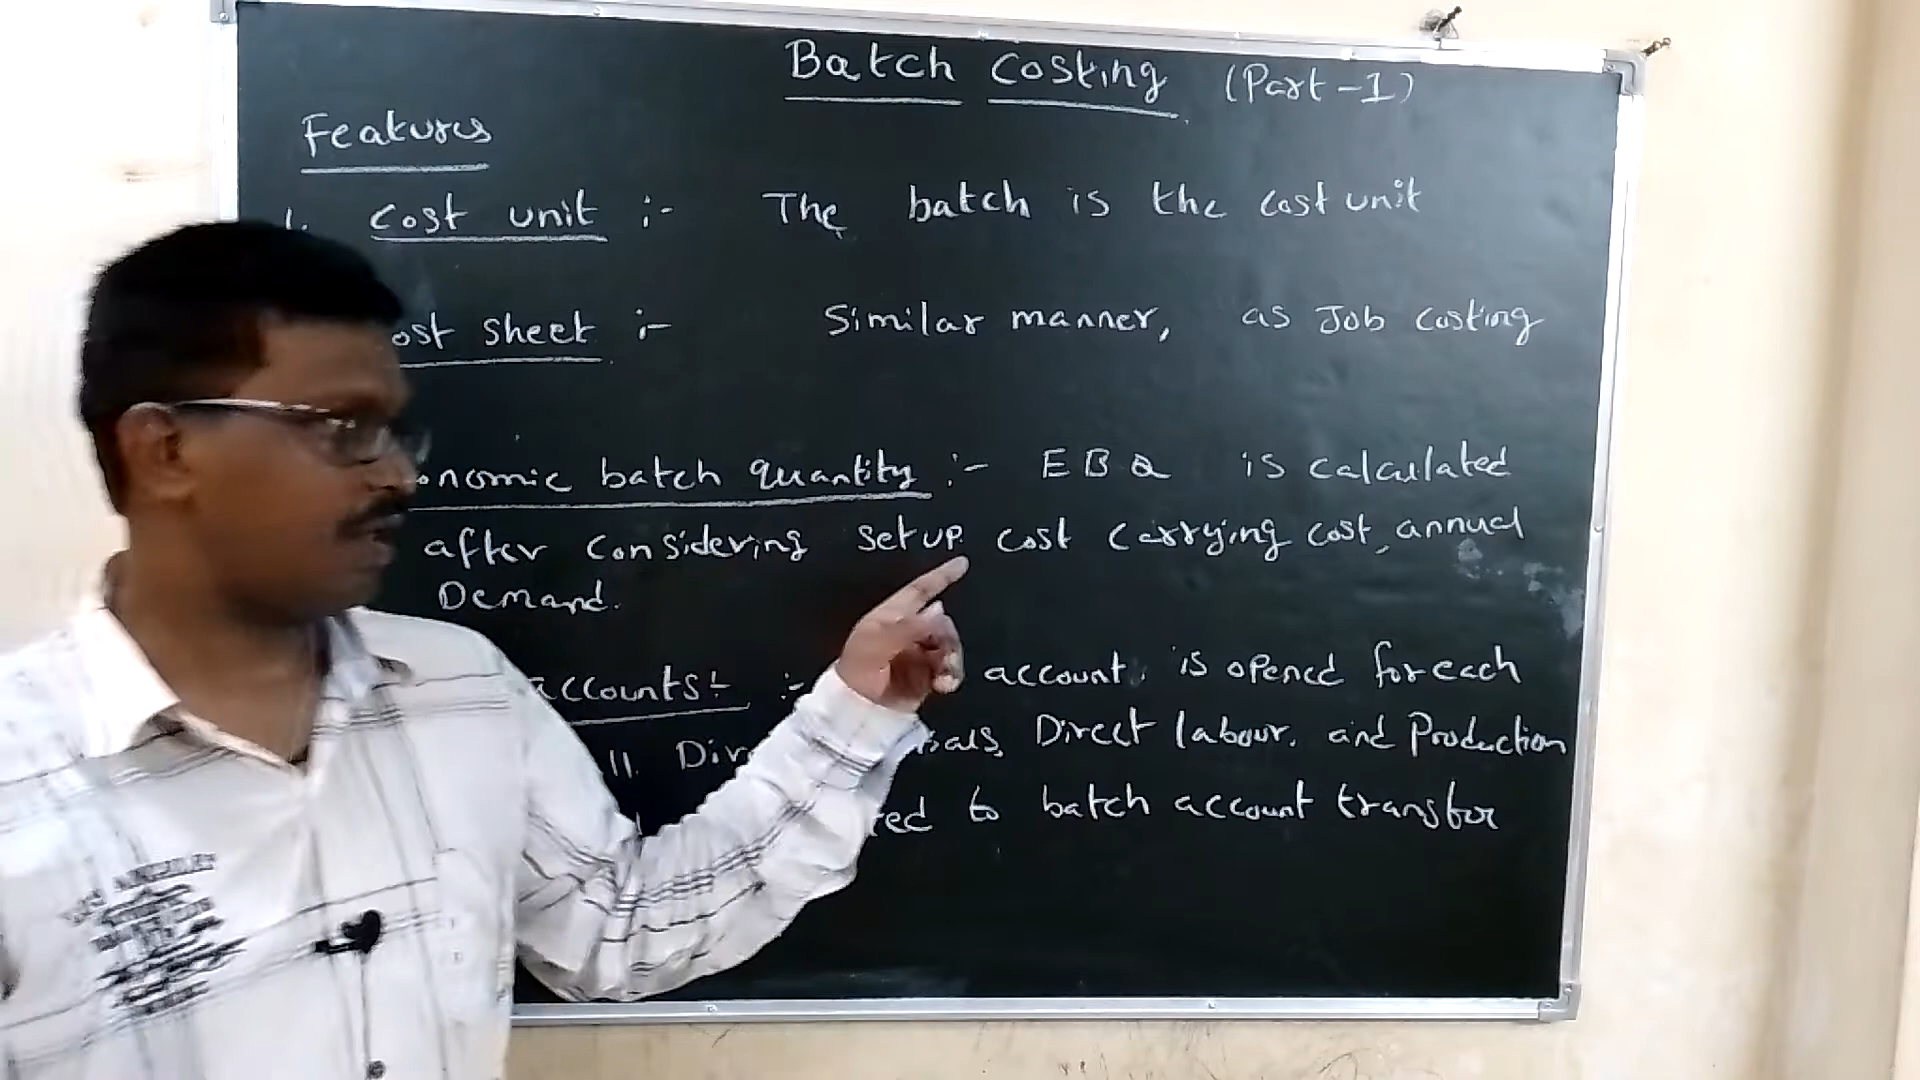 Batch Costing (Part-1)
Features
1. Cost unit :- The batch is the cost unit
ost sheet :- Similar manner, as Job costing
onomic batch quantity :- EBQ is calculated
after considering setup cost carrying cost, annual
Demand.
accounts:- :- account is opened for each
ll Dir ials, Direct labour. and Production
ed to batch account transfer